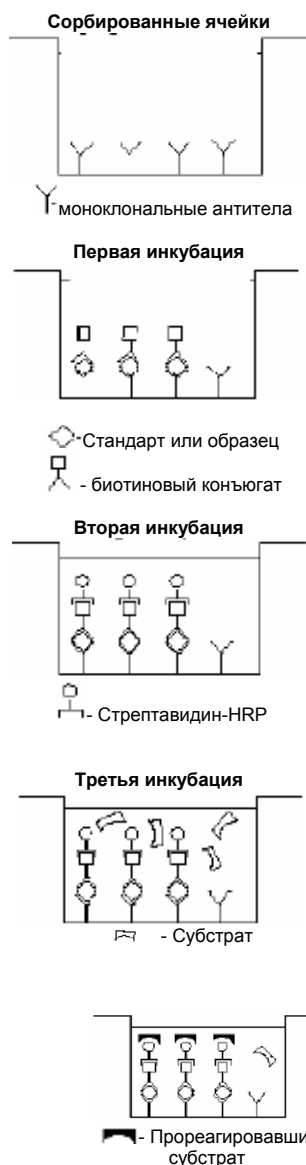 Сорбированные ячейки
-моноклональные антитела
Первая инкубация
-Стандарт или образец
- биотиновый конъюгат
Вторая инкубация
- Стрептавидин-HRP
Третья инкубация
- Субстрат
- Прореагировавши
субстрат